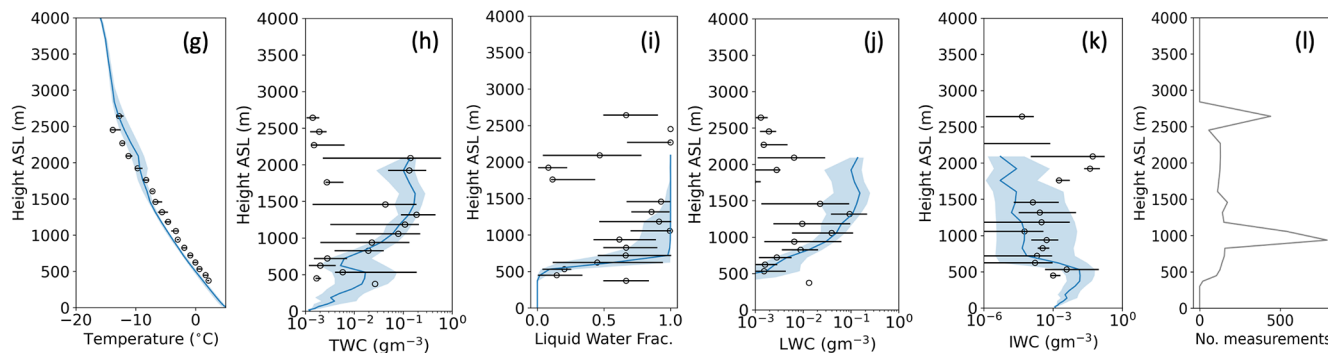 (g) (h) (i) (j) (k) (l)
Height ASL (m) Height ASL (m) Height ASL (m) Height ASL (m) Height ASL (m) Height ASL (m)
4000 4000 4000 4000 4000 4000
3500 3500 3500 3500 3500 3500
3000 3000 3000 3000 3000 3000
2500 2500 2500 2500 2500 2500
2000 2000 2000 2000 2000 2000
1500 1500 1500 1500 1500 1500
1000 1000 1000 1000 1000 1000
500 500 500 500 500 500
0 0 0 0 0 0
−20 −10 0 10⁻³ 10⁻² 10⁻¹ 10⁰ 0.0 0.5 1.0 10⁻³ 10⁻² 10⁻¹ 10⁰ 10⁻⁶ 10⁻³ 10⁰ 0 500
Temperature (°C) TWC (gm⁻³) Liquid Water Frac. LWC (gm⁻³) IWC (gm⁻³) No. measurements